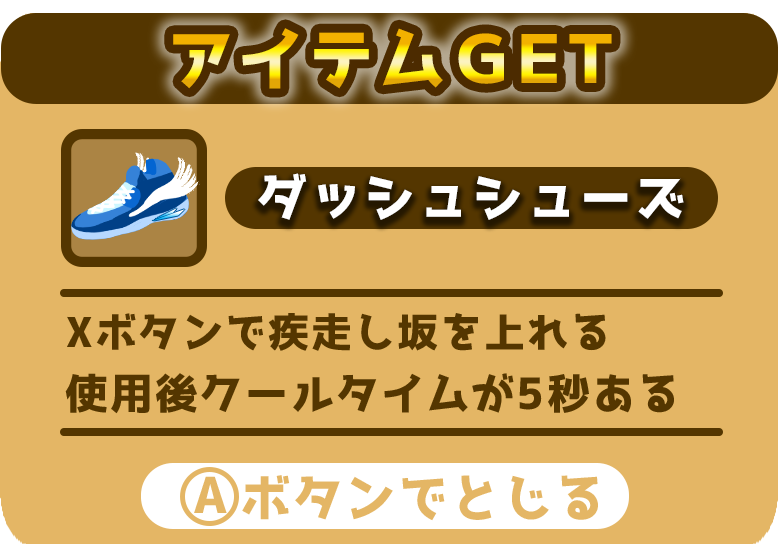 アイテムGET
ダッシュシューズ
Xボタンで疾走し坂を上れる
使用後クールタイムが5秒ある
Ⓐボタンでとじる